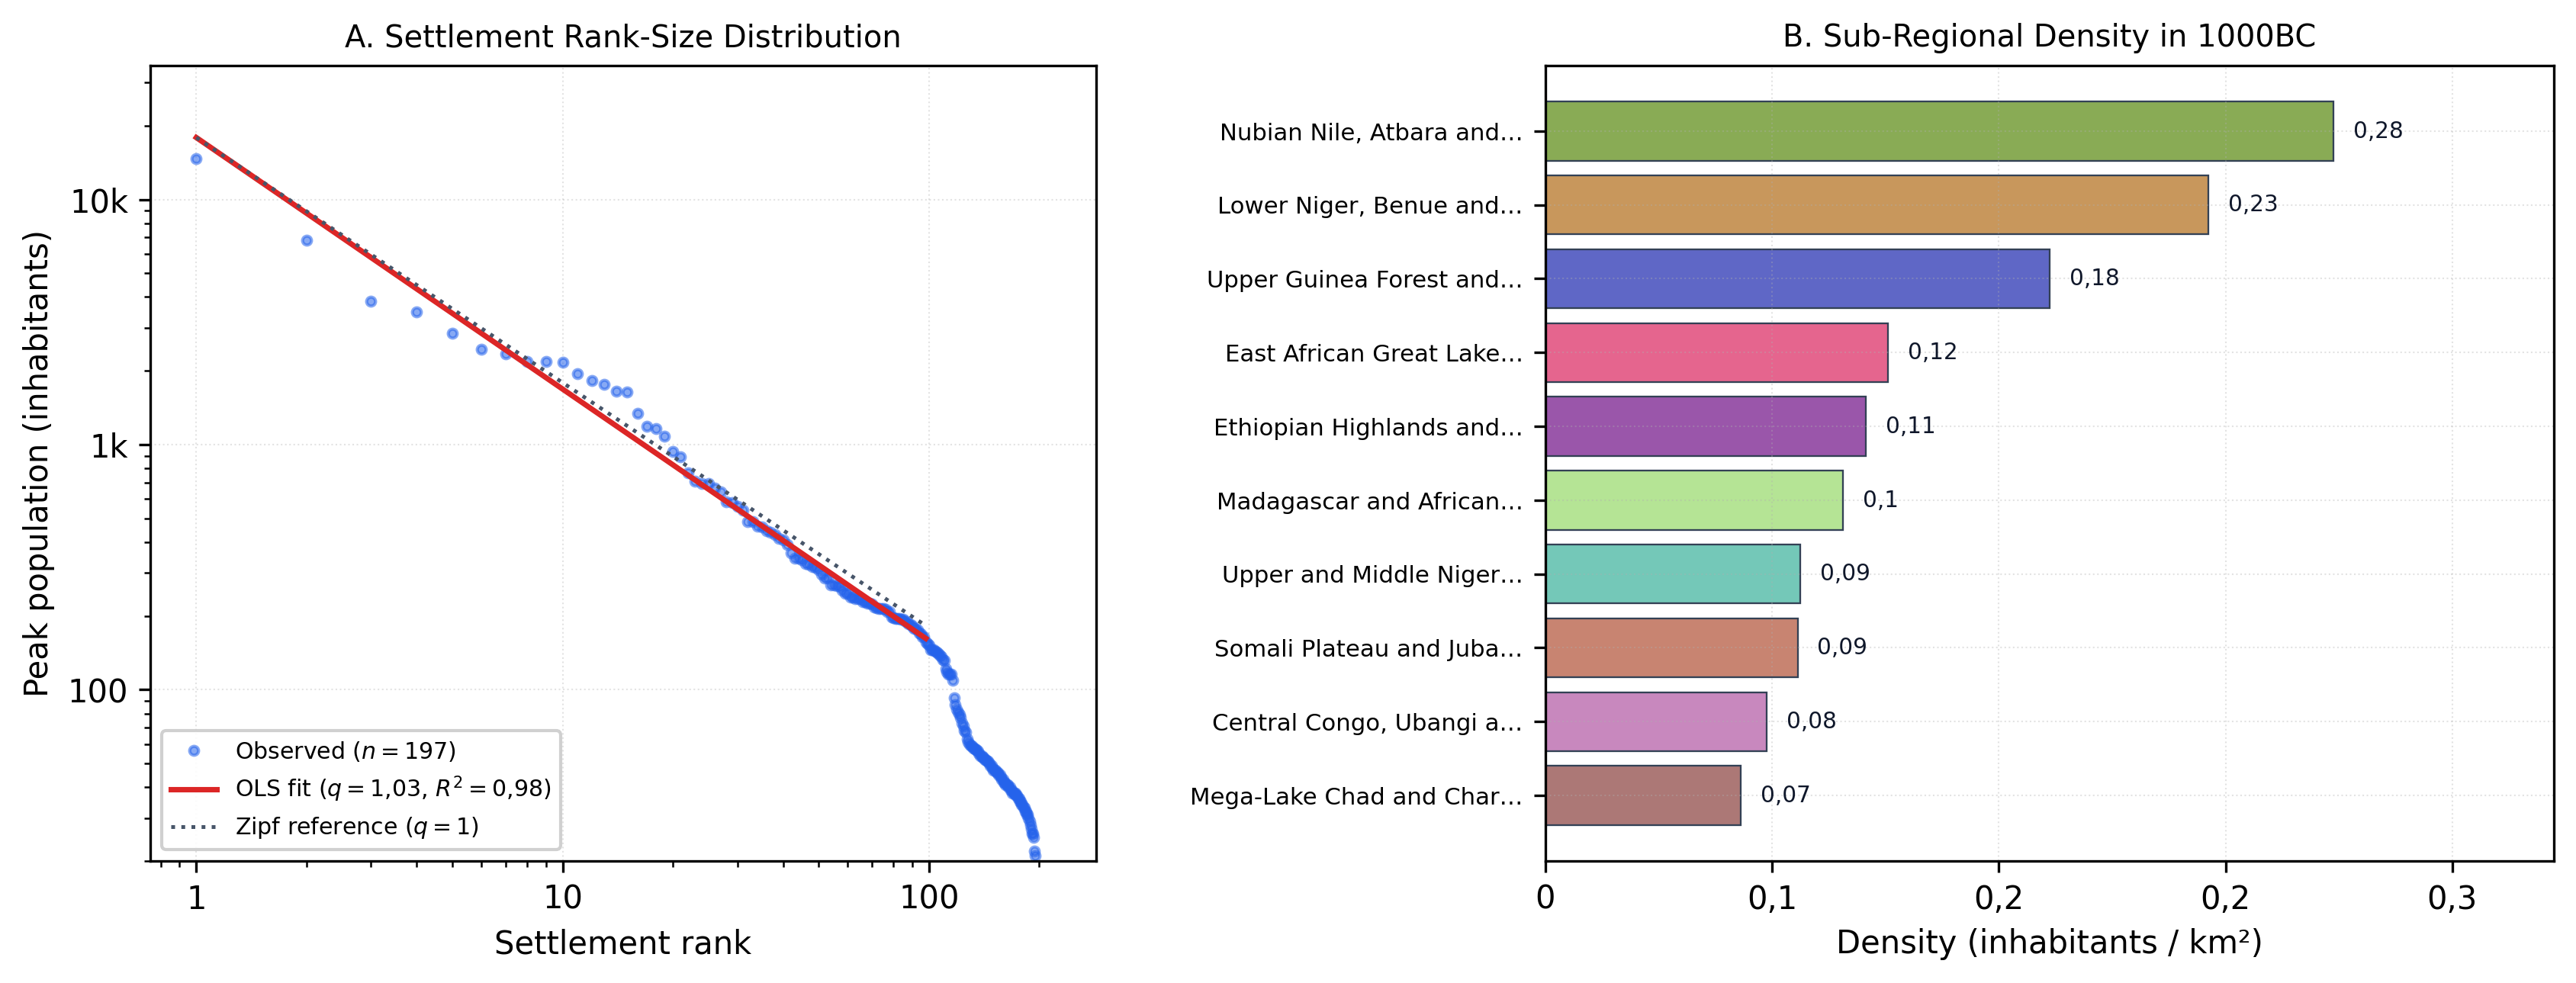 A. Settlement Rank-Size Distribution
Peak population (inhabitants)
10k
1k
100
Observed (n = 197)
OLS fit (q = 1,03, R² = 0,98)
Zipf reference (q = 1)
1
10
100
Settlement rank
B. Sub-Regional Density in 1000BC
Nubian Nile, Atbara and… 0,28
Lower Niger, Benue and… 0,23
Upper Guinea Forest and… 0,18
East African Great Lake… 0,12
Ethiopian Highlands and… 0,11
Madagascar and African… 0,1
Upper and Middle Niger… 0,09
Somali Plateau and Juba… 0,09
Central Congo, Ubangi a… 0,08
Mega-Lake Chad and Char… 0,07
0 0,1 0,2 0,2 0,3
Density (inhabitants / km²)